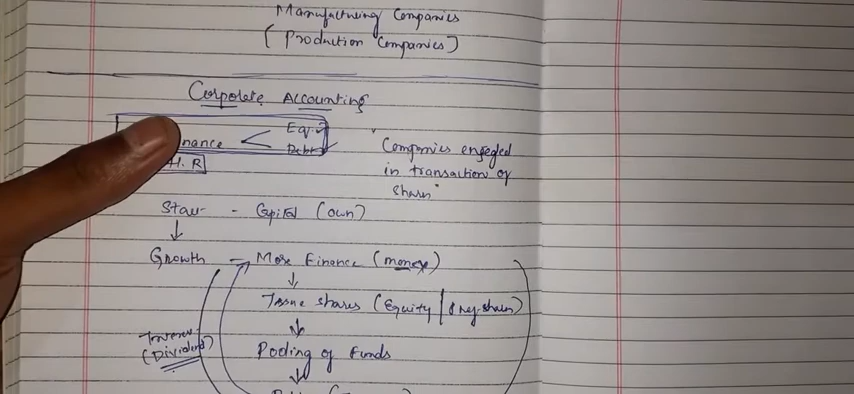 Manufacturing Companies
(Production Companies)
Corporate Accounting
nance < Eq.
Debt
H.R
"Companies engaged
in transaction of
shares"
Start - Capital (own)
↓
Growth - More Finance (money)
↓
Issue shares (Equity | Pref. shares)
↓
(Dividend)
Pooling of Funds
↓